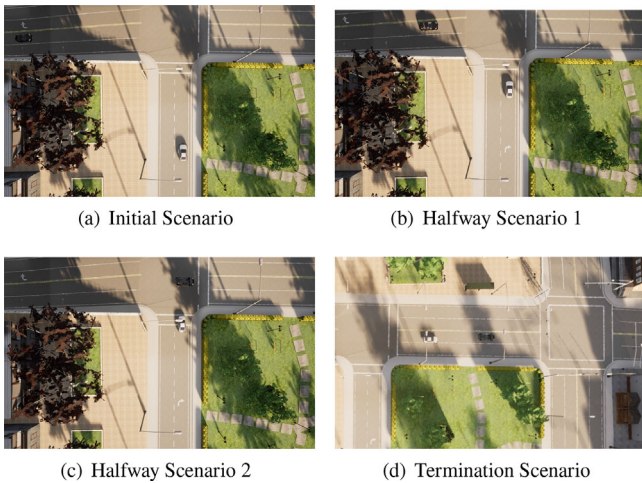 (a) Initial Scenario
(b) Halfway Scenario 1
(c) Halfway Scenario 2
(d) Termination Scenario